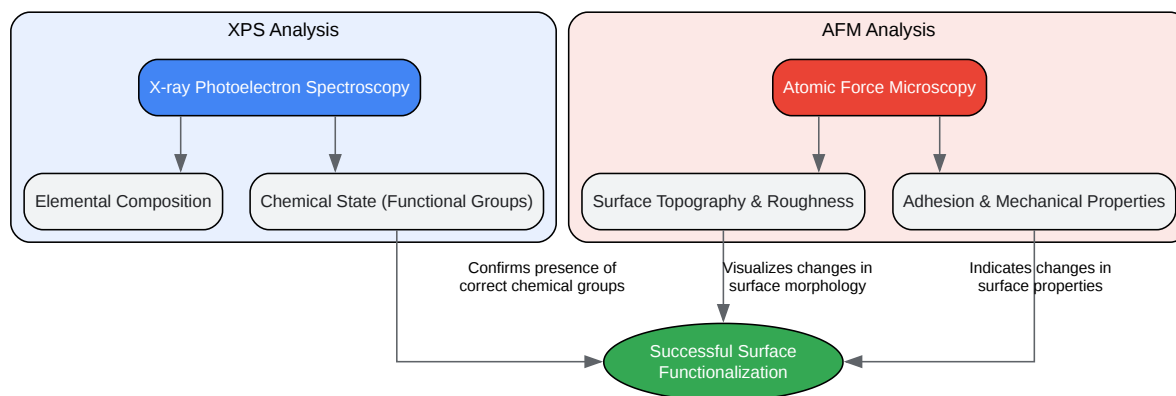 XPS Analysis
AFM Analysis
X-ray Photoelectron Spectroscopy
Atomic Force Microscopy
Elemental Composition
Chemical State (Functional Groups)
Surface Topography & Roughness
Adhesion & Mechanical Properties
Confirms presence of
correct chemical groups
Visualizes changes in
surface morphology
Indicates changes in
surface properties
Successful Surface
Functionalization